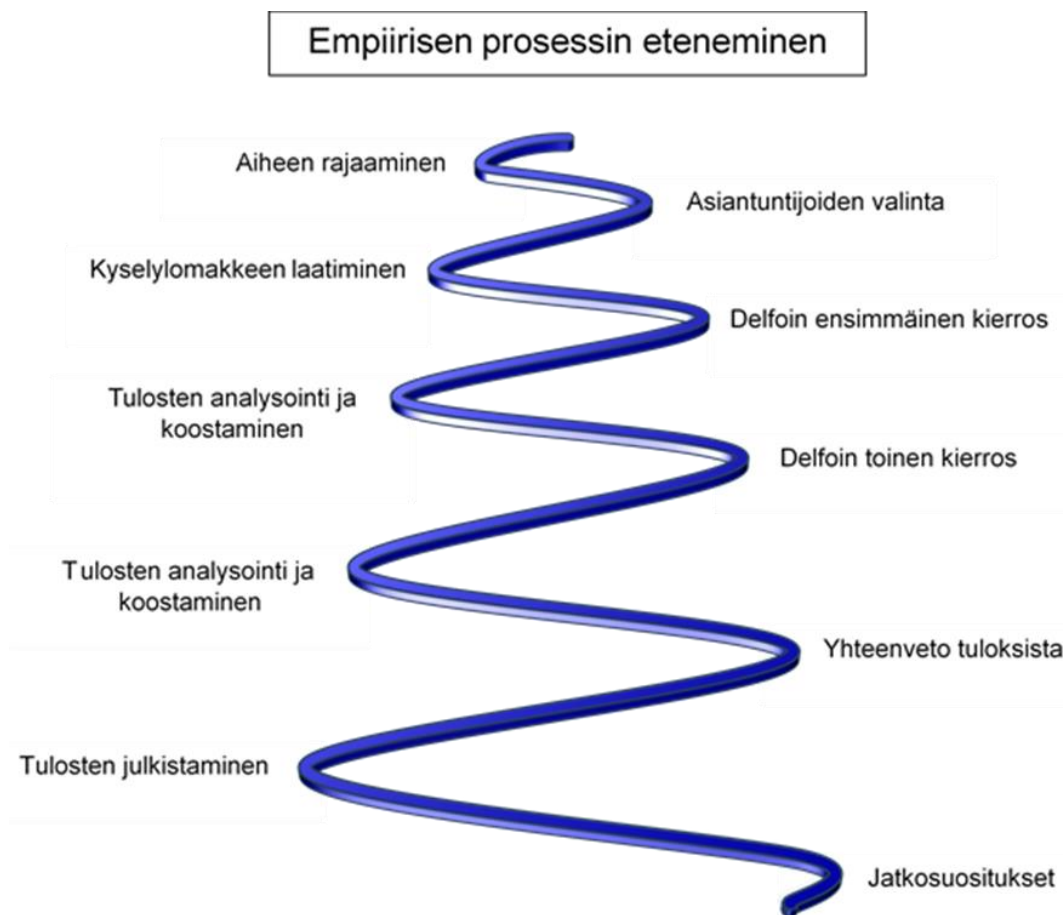 Empiirisen prosessin eteneminen
Aiheen rajaaminen
Asiantuntijoiden valinta
Kyselylomakkeen laatiminen
Delfoin ensimmäinen kierros
Tulosten analysointi ja
koostaminen
Delfoin toinen kierros
Tulosten analysointi ja
koostaminen
Yhteenveto tuloksista
Tulosten julkistaminen
Jatkosuositukset